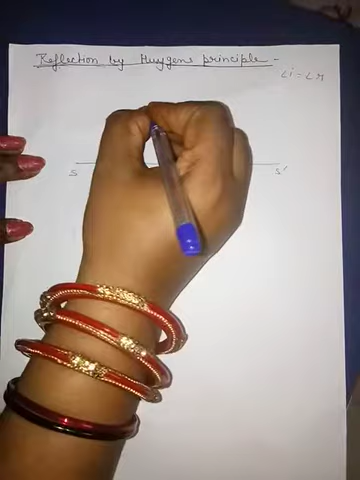 Reflection by Huygens principle -
∠i = ∠r
S S'